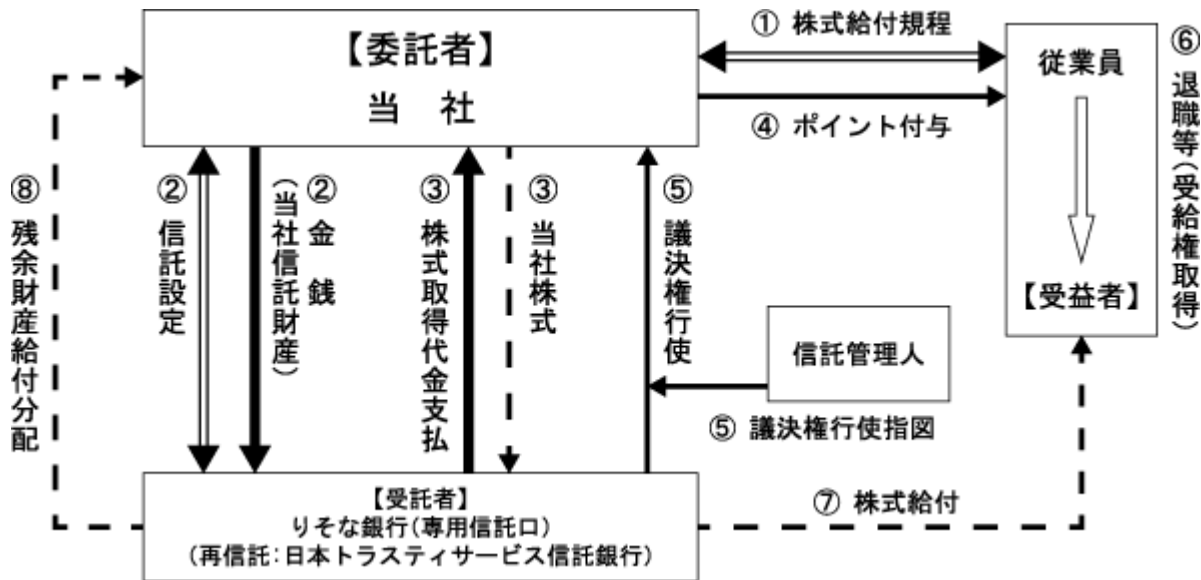 ① 株式給付規程
【委託者】
当 社
従業員
④ ポイント付与
⑥ 退職等(受給権取得)
⑧ 残余財産給付分配
② 信託設定
② 金 銭
(当社信託財産)
③ 株式取得代金支払
③ 当社株式
⑤ 議決権行使
【受益者】
信託管理人
⑤ 議決権行使指図
【受託者】
りそな銀行(専用信託口)
(再信託:日本トラスティサービス信託銀行)
⑦ 株式給付